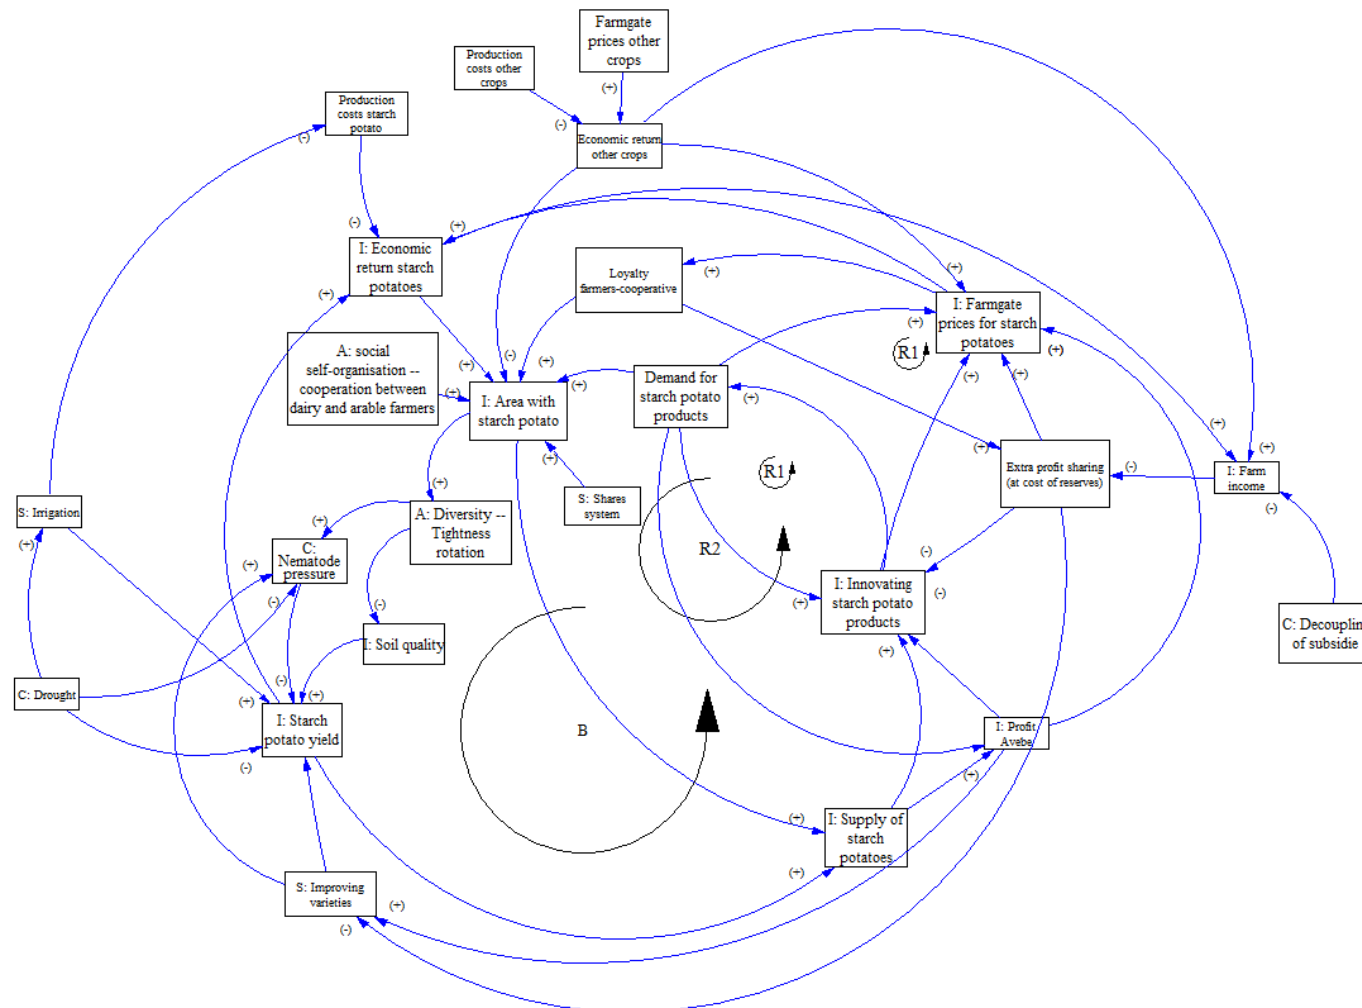 Farmgate
prices other
crops
Production
costs other
crops
(+)
Production
costs starch
potato
(-)
(-)
Economic return
other crops
(-)
(+)
I: Economic
return starch
potatoes
(+)
Loyalty
farmers-cooperative
(+)
(+)
I: Farmgate
prices for starch
potatoes
(+)
(+)
R1
A: social
self-organisation --
cooperation between
dairy and arable farmers
(+)
(-)
(+)
(+)
(+)
I: Area with
starch potato
Demand for
starch potato
products
(+)
(+)
(+)
(+)
(+)
(+)
(+)
Extra profit sharing
(at cost of reserves)
(-)
I: Farm
income
(+)
(+)
R1
S: Shares
system
S: Irrigation
(+)
A: Diversity --
Tightness
rotation
(+)
(-)
R2
(+)
C:
Nematode
pressure
(+)
(-)
(-)
(-)
(+)
I: Innovating
starch potato
products
(-)
(+)
C: Decouplin
of subsidie
I: Soil quality
C: Drought
(-)
(+)
(+)
I: Starch
potato yield
(-)
B
I: Profit
Avebe
(+)
(+)
I: Supply of
starch
potatoes
(+)
S: Improving
varieties
(+)
(-)